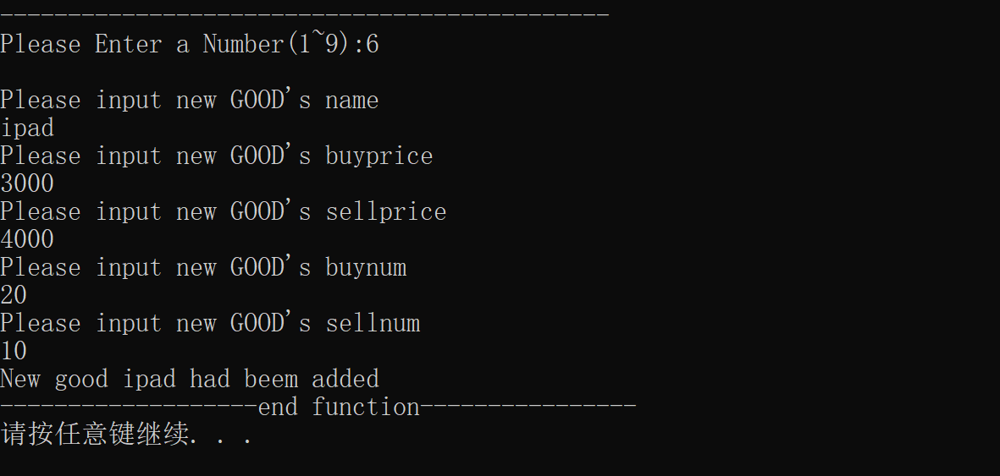 ---------------------------------------------
Please Enter a Number(1~9):6
Please input new GOOD's name
ipad
Please input new GOOD's buyprice
3000
Please input new GOOD's sellprice
4000
Please input new GOOD's buynum
20
Please input new GOOD's sellnum
10
New good ipad had beem added
-------------------end function----------------
请按任意键继续. . .